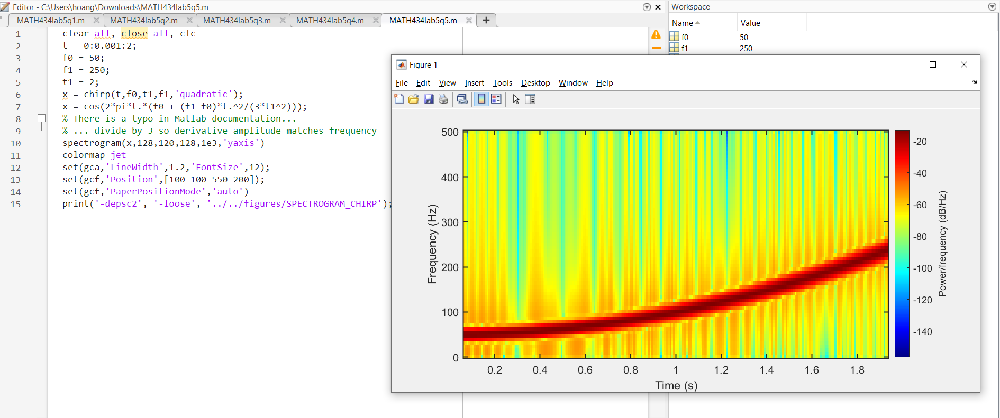 Editor - C:\Users\hoang\Downloads\MATH434lab5q5.m
MATH434lab5q1.m MATH434lab5q2.m MATH434lab5q3.m MATH434lab5q4.m MATH434lab5q5.m
1 clear all, close all, clc
2 t = 0:0.001:2;
3 f0 = 50;
4 f1 = 250;
5 t1 = 2;
6 x = chirp(t,f0,t1,f1,'quadratic');
7 x = cos(2*pi*t.*(f0 + (f1-f0)*t.^2/(3*t1^2)));
8 % There is a typo in Matlab documentation...
9 % ... divide by 3 so derivative amplitude matches frequency
10 spectrogram(x,128,120,128,1e3,'yaxis')
11 colormap jet
12 set(gca,'LineWidth',1.2,'FontSize',12);
13 set(gcf,'Position',[100 100 550 200]);
14 set(gcf,'PaperPositionMode','auto')
15 print('-depsc2', '-loose', '../../figures/SPECTROGRAM_CHIRP');
Workspace
Name Value
f0 50
f1 250
Figure 1
File Edit View Insert Tools Desktop Window Help
500
400
300
200
100
0
Frequency (Hz)
0.2 0.4 0.6 0.8 1 1.2 1.4 1.6 1.8
Time (s)
-20
-40
-60
-80
-100
-120
-140
Power/frequency (dB/Hz)